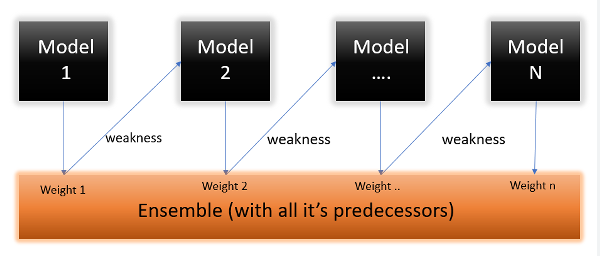 Model
1
Model
2
Model
....
Model
N
weakness
weakness
weakness
Weight 1
Weight 2
Weight ..
Weight n
Ensemble (with all it's predecessors)